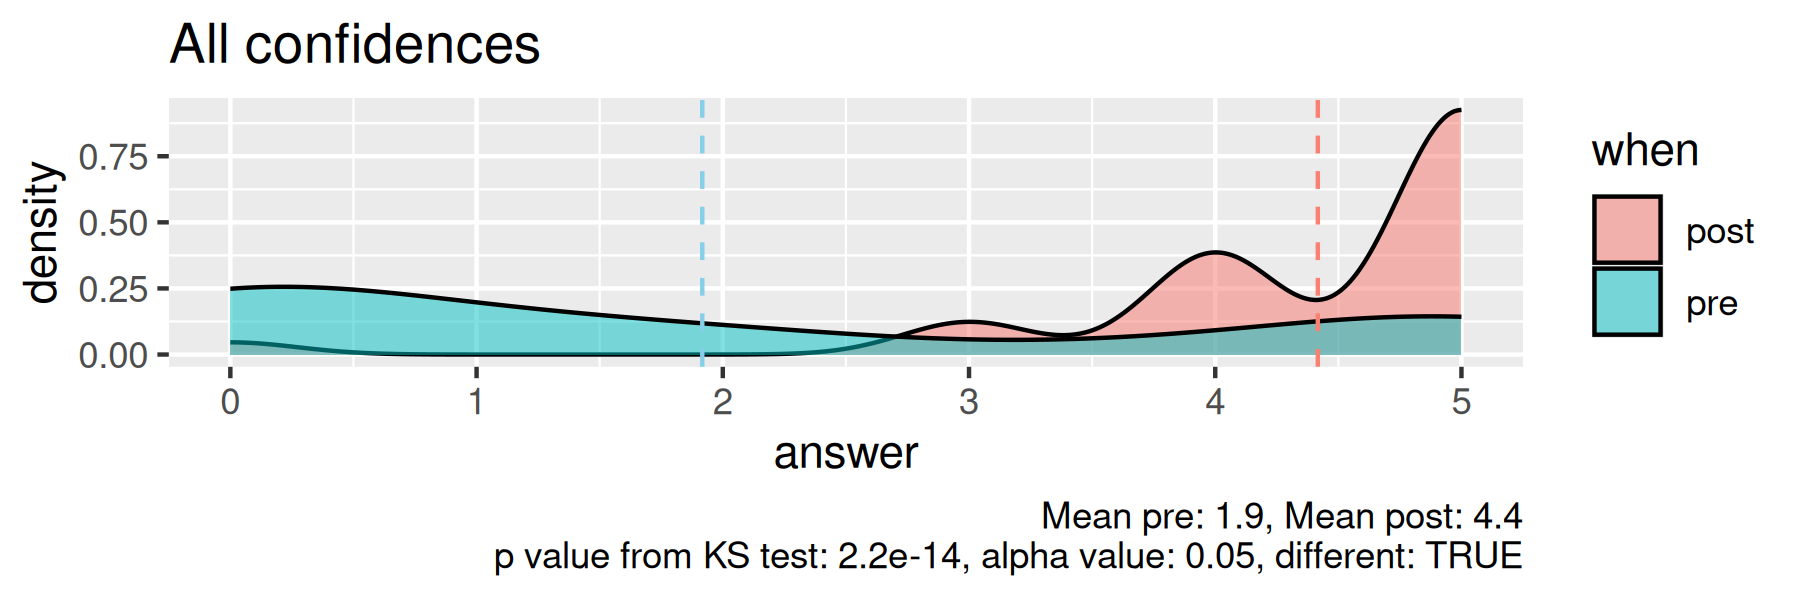 All confidences
density
0.75
0.50
0.25
0.00
0 1 2 3 4 5
answer
when
post
pre
Mean pre: 1.9, Mean post: 4.4
p value from KS test: 2.2e-14, alpha value: 0.05, different: TRUE